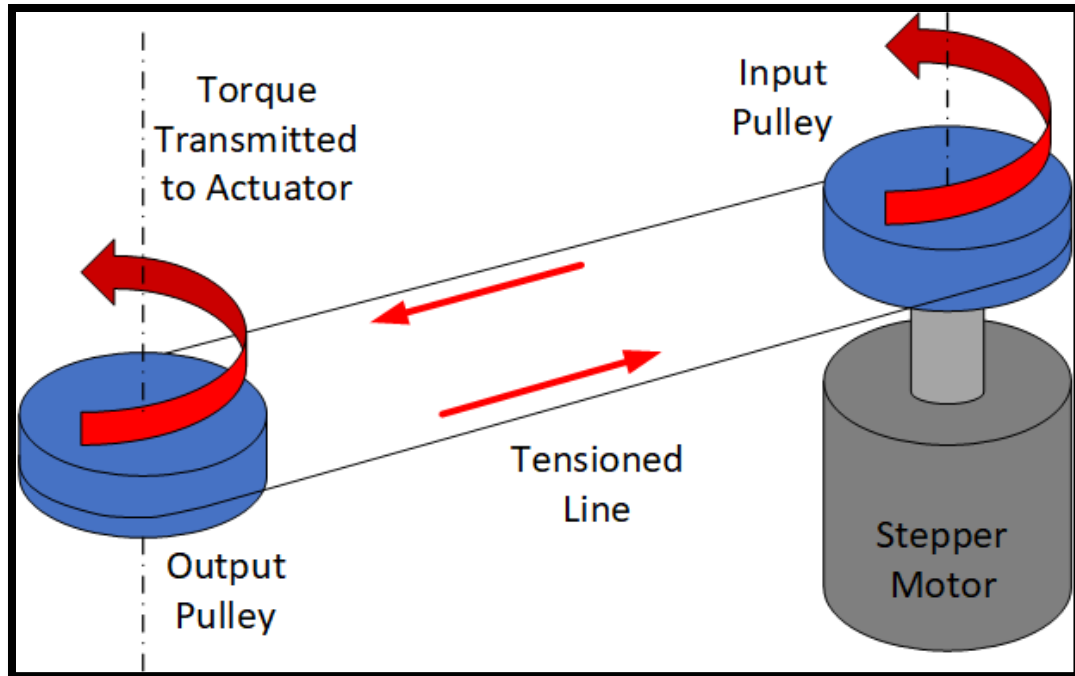 Torque
Transmitted
to Actuator
Input
Pulley
Tensioned
Line
Output
Pulley
Stepper
Motor